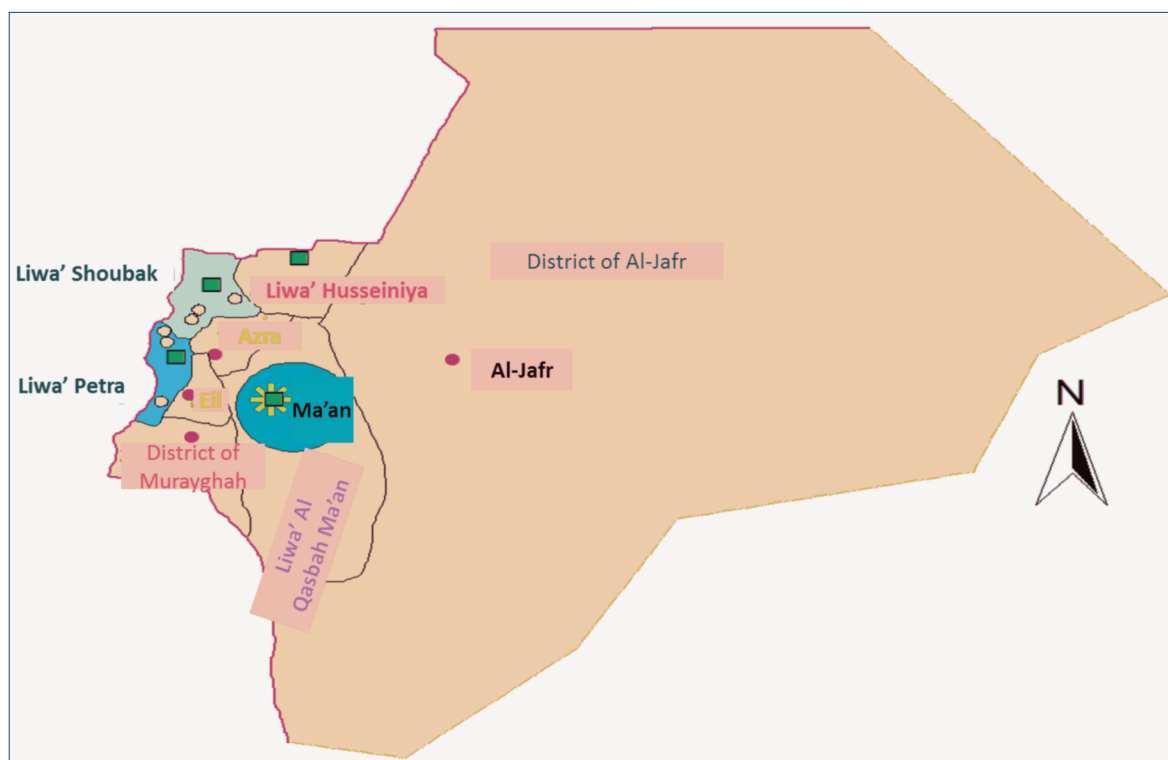 Liwa’ Shoubak
District of Al-Jafr
Liwa’ Husseiniya
Azra
Al-Jafr
Liwa’ Petra
Eil
Ma’an
N
District of
Murayghah
Liwa’ Al
Qasbah Ma’an